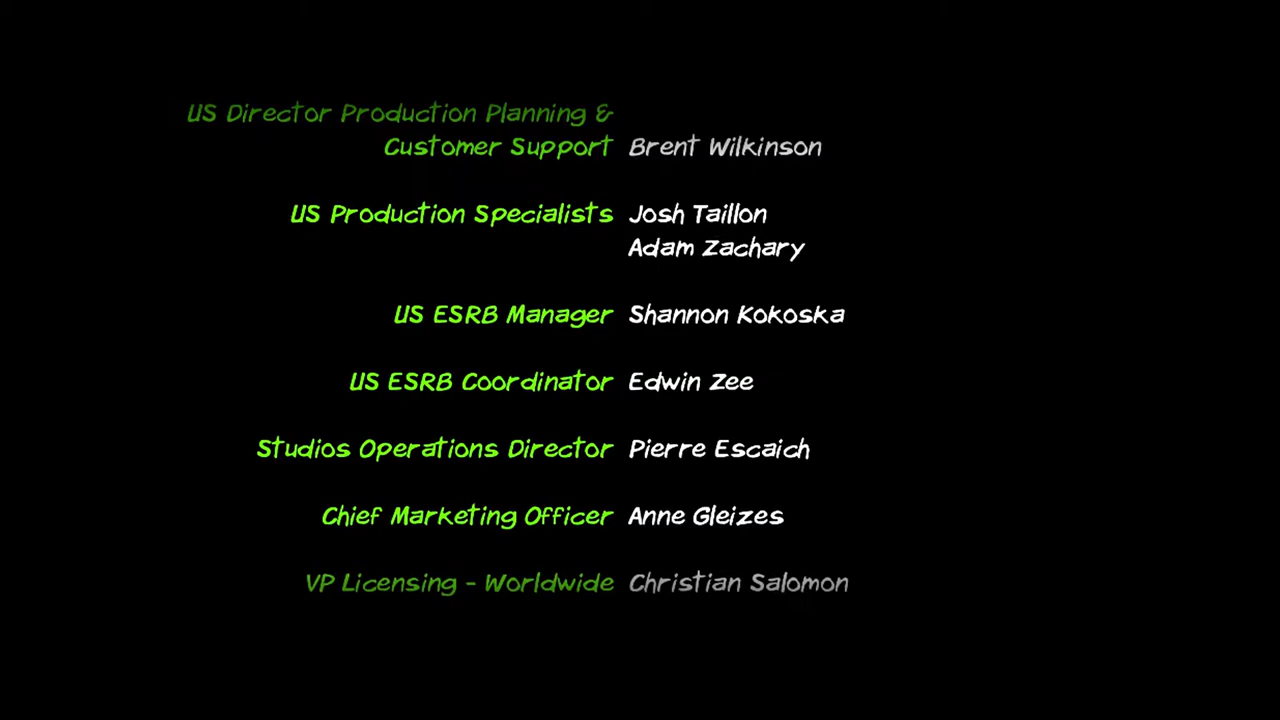 US Director Production Planning &
Customer Support Brent Wilkinson
US Production Specialists Josh Taillon
Adam Zachary
US ESRB Manager Shannon Kokoska
US ESRB Coordinator Edwin Zee
Studios Operations Director Pierre Escaich
Chief Marketing Officer Anne Gleizes
VP Licensing - Worldwide Christian Salomon